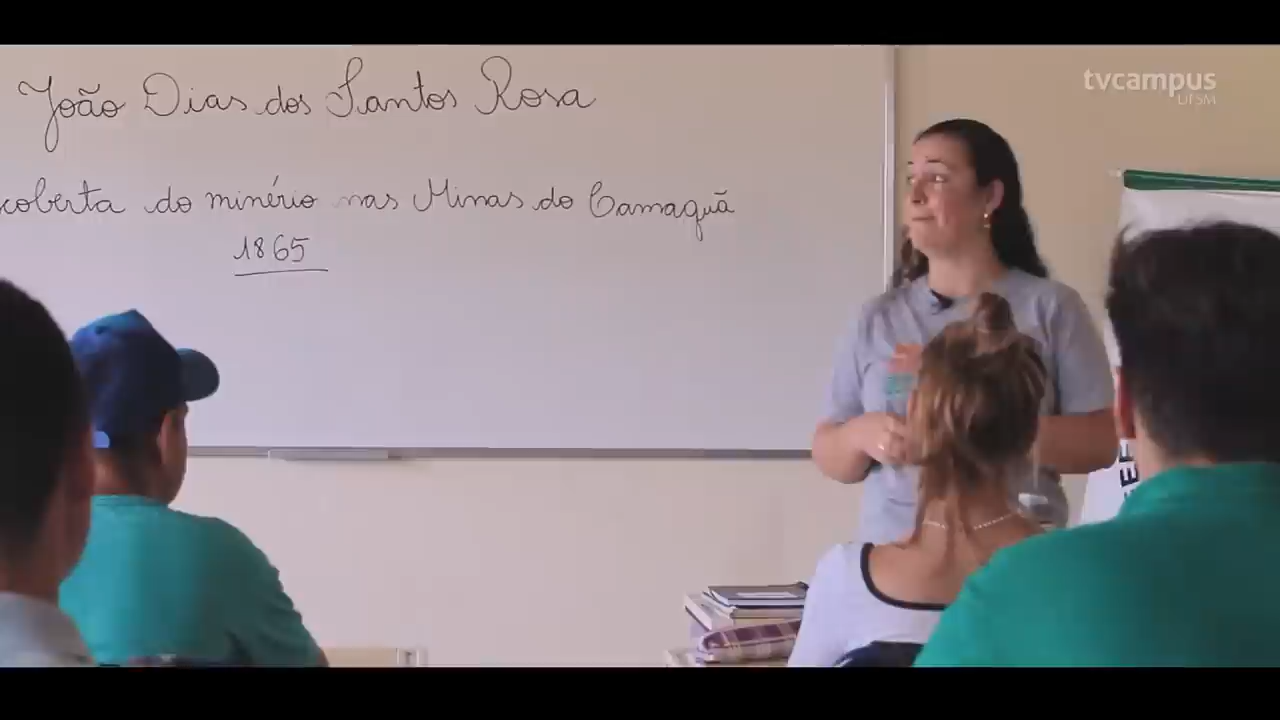 tvcampus
UFSM
João Dias dos Santos Rosa
coberta do minério nas Minas do Camaquã
1865